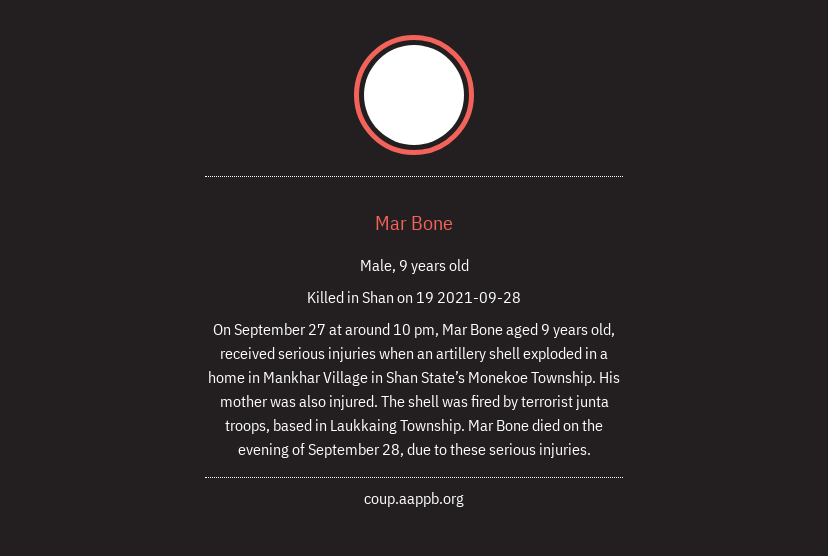 Mar Bone
Male, 9 years old
Killed in Shan on 19 2021-09-28
On September 27 at around 10 pm, Mar Bone aged 9 years old,
received serious injuries when an artillery shell exploded in a
home in Mankhar Village in Shan State’s Monekoe Township. His
mother was also injured. The shell was fired by terrorist junta
troops, based in Laukkaing Township. Mar Bone died on the
evening of September 28, due to these serious injuries.
coup.aappb.org